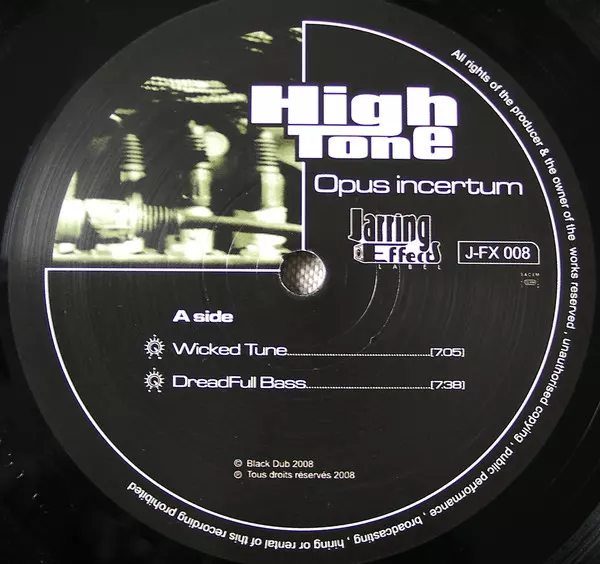 High
Tone
Opus incertum
Jarring
Effects
LABEL
J-FX 008
SACEM
A side
Wicked Tune........................................[7.05]
DreadFull Bass...................................[7.38]
© Black Dub 2008
℗ Tous droits réservés 2008
All rights of the producer & the owner of the works reserved , unauthorised copying , public performance , broadcasting , hiring or rental of this recording prohibited